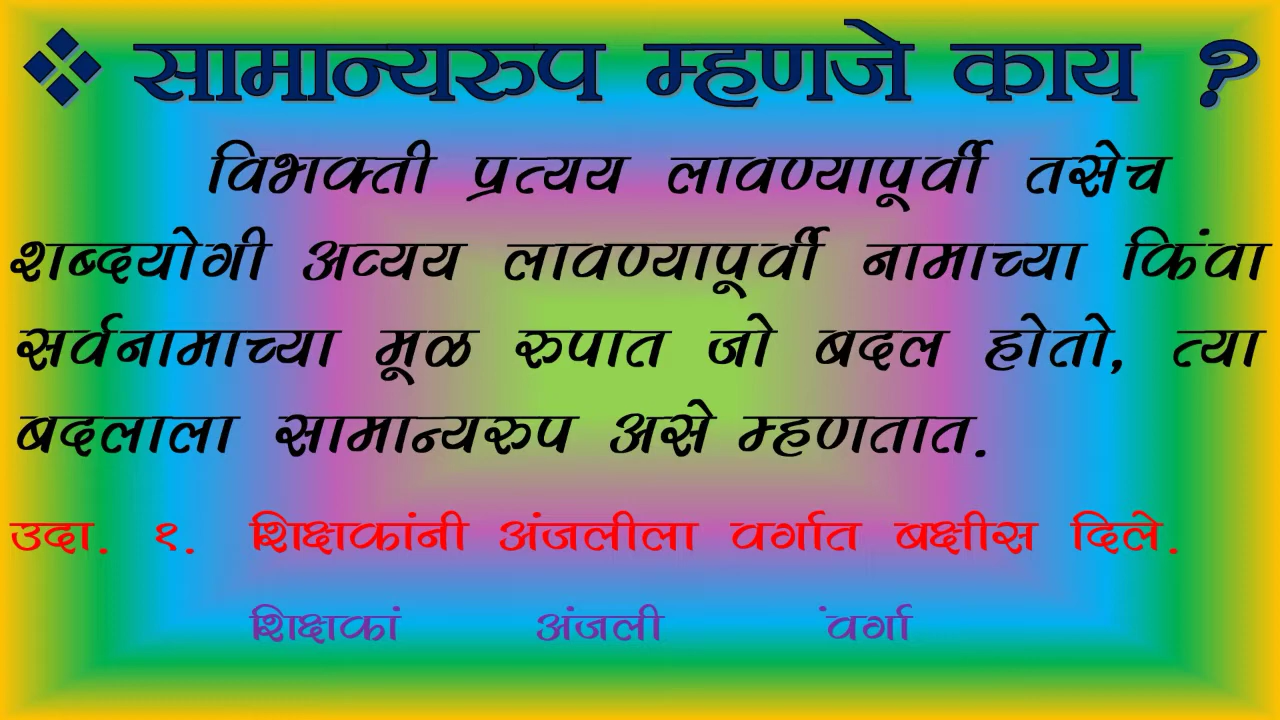 ❖ सामान्यरुप म्हणजे काय ?
विभक्ती प्रत्यय लावण्यापूर्वी तसेच
शब्दयोगी अव्यय लावण्यापूर्वी नामाच्या किंवा
सर्वनामाच्या मूळ रुपात जो बदल होतो, त्या
बदलाला सामान्यरुप असे म्हणतात.
उदा. १. शिक्षकांनी अंजलीला वर्गात बक्षीस दिले.
शिक्षकां अंजली ंवर्गा